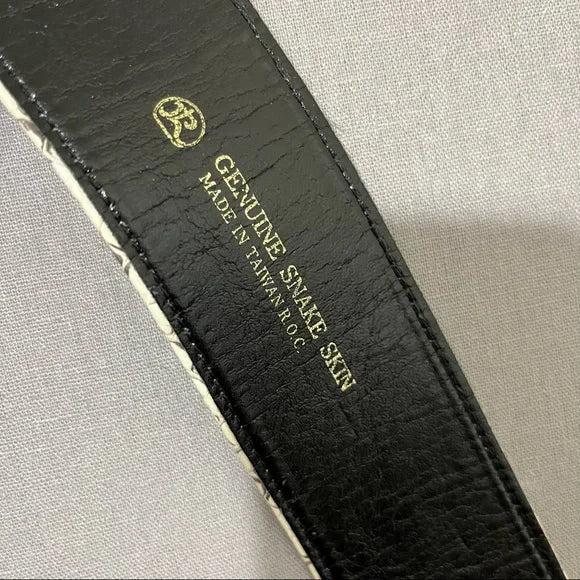 GENUINE SNAKE SKIN
MADE IN TAIWAN R.O.C.